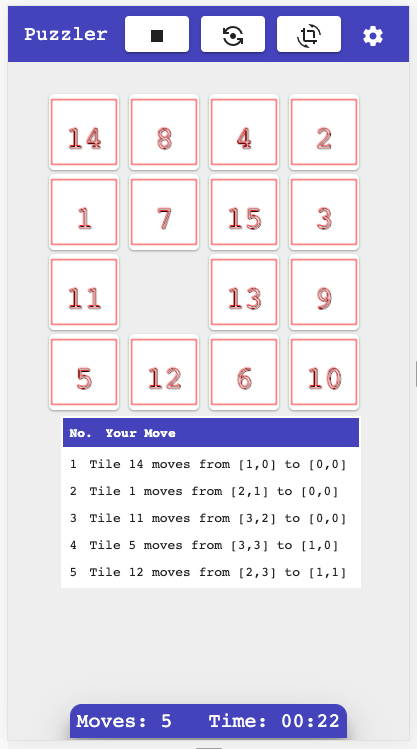 Puzzler
14 8 4 2
1 7 15 3
11 13 9
5 12 6 10
No. Your Move
1 Tile 14 moves from [1,0] to [0,0]
2 Tile 1 moves from [2,1] to [0,0]
3 Tile 11 moves from [3,2] to [0,0]
4 Tile 5 moves from [3,3] to [1,0]
5 Tile 12 moves from [2,3] to [1,1]
Moves: 5 Time: 00:22